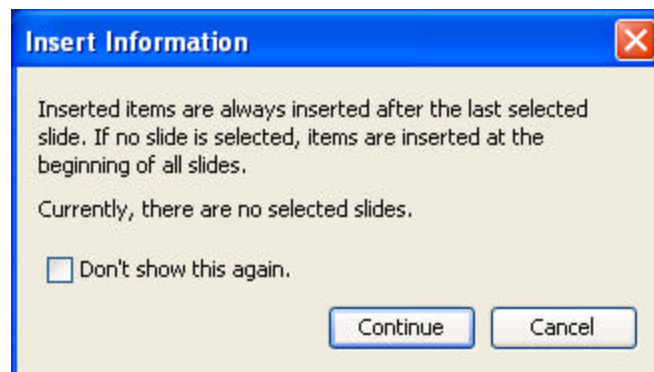 Insert Information
Inserted items are always inserted after the last selected
slide. If no slide is selected, items are inserted at the
beginning of all slides.
Currently, there are no selected slides.
Don't show this again.
Continue Cancel